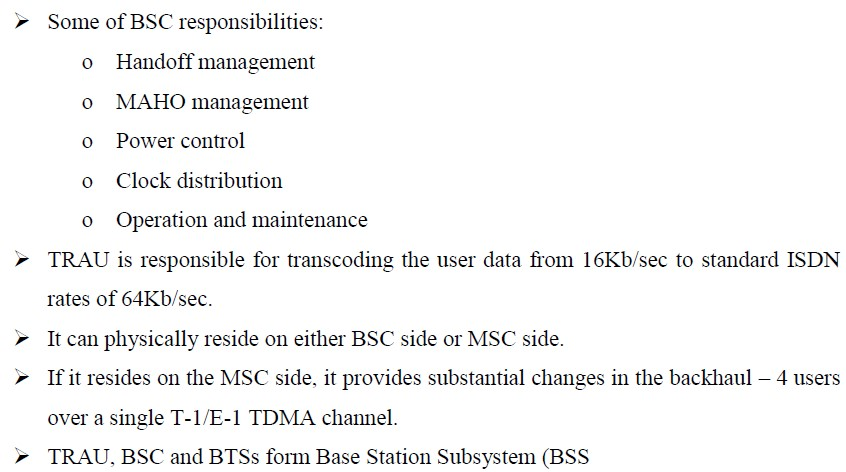 ➢ Some of BSC responsibilities:
o Handoff management
o MAHO management
o Power control
o Clock distribution
o Operation and maintenance
➢ TRAU is responsible for transcoding the user data from 16Kb/sec to standard ISDN
rates of 64Kb/sec.
➢ It can physically reside on either BSC side or MSC side.
➢ If it resides on the MSC side, it provides substantial changes in the backhaul – 4 users
over a single T-1/E-1 TDMA channel.
➢ TRAU, BSC and BTSs form Base Station Subsystem (BSS